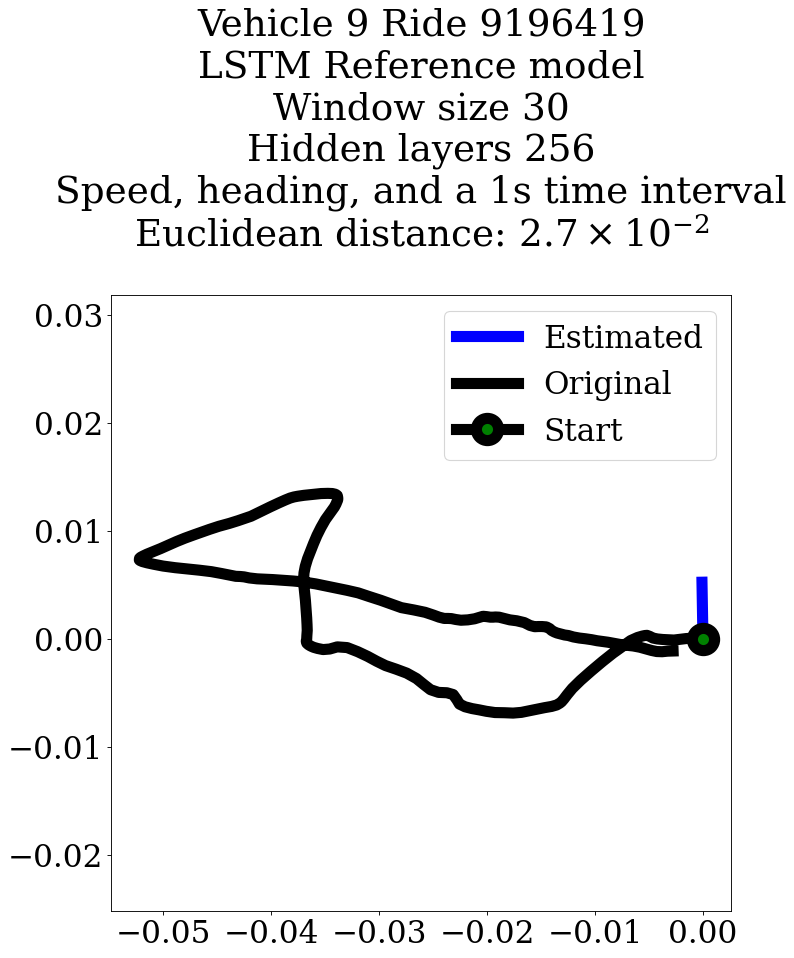 Vehicle 9 Ride 9196419
LSTM Reference model
Window size 30
Hidden layers 256
Speed, heading, and a 1s time interval
Euclidean distance: 2.7 × 10⁻²
Estimated
Original
Start
0.03
0.02
0.01
0.00
−0.01
−0.02
−0.05 −0.04 −0.03 −0.02 −0.01 0.00